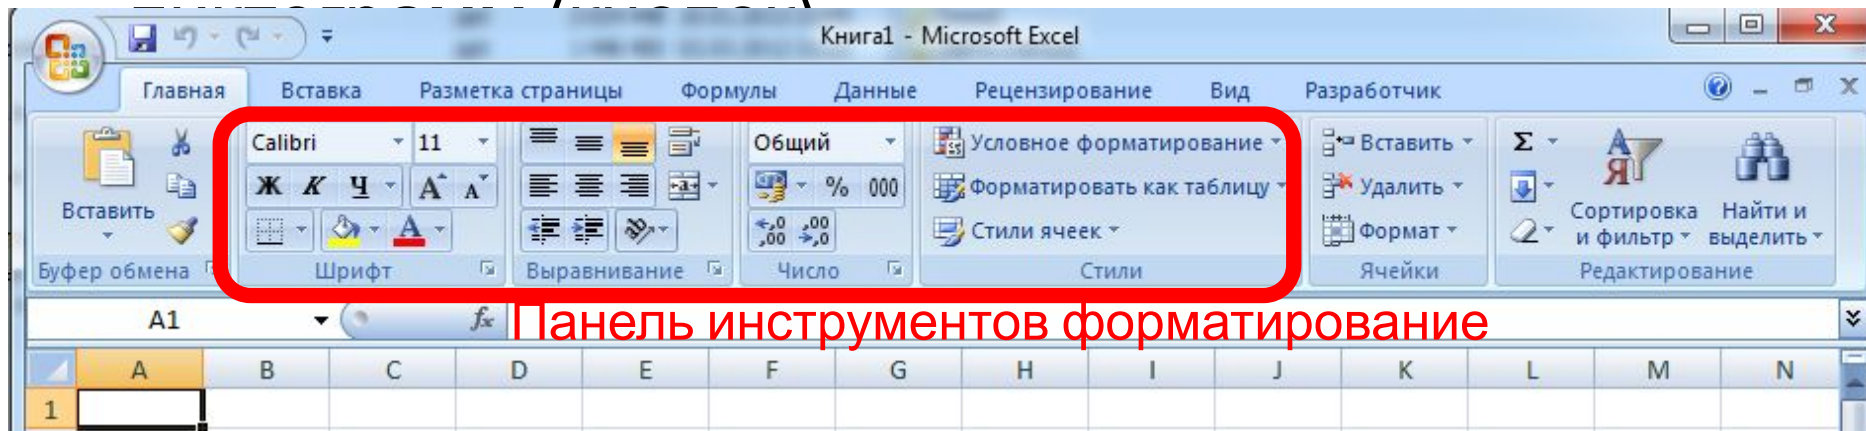 Книга1 - Microsoft Excel
Главная Вставка Разметка страницы Формулы Данные Рецензирование Вид Разработчик
Calibri 11 Общий Условное форматирование Вставить Σ
Ж К Ч А А % 000 Форматировать как таблицу Удалить
Вставить Стили ячеек Формат Сортировка и фильтр Найти и выделить
Буфер обмена Шрифт Выравнивание Число Стили Ячейки Редактирование
A1 fx Панель инструментов форматирование
A B C D E F G H I J K L M N
1